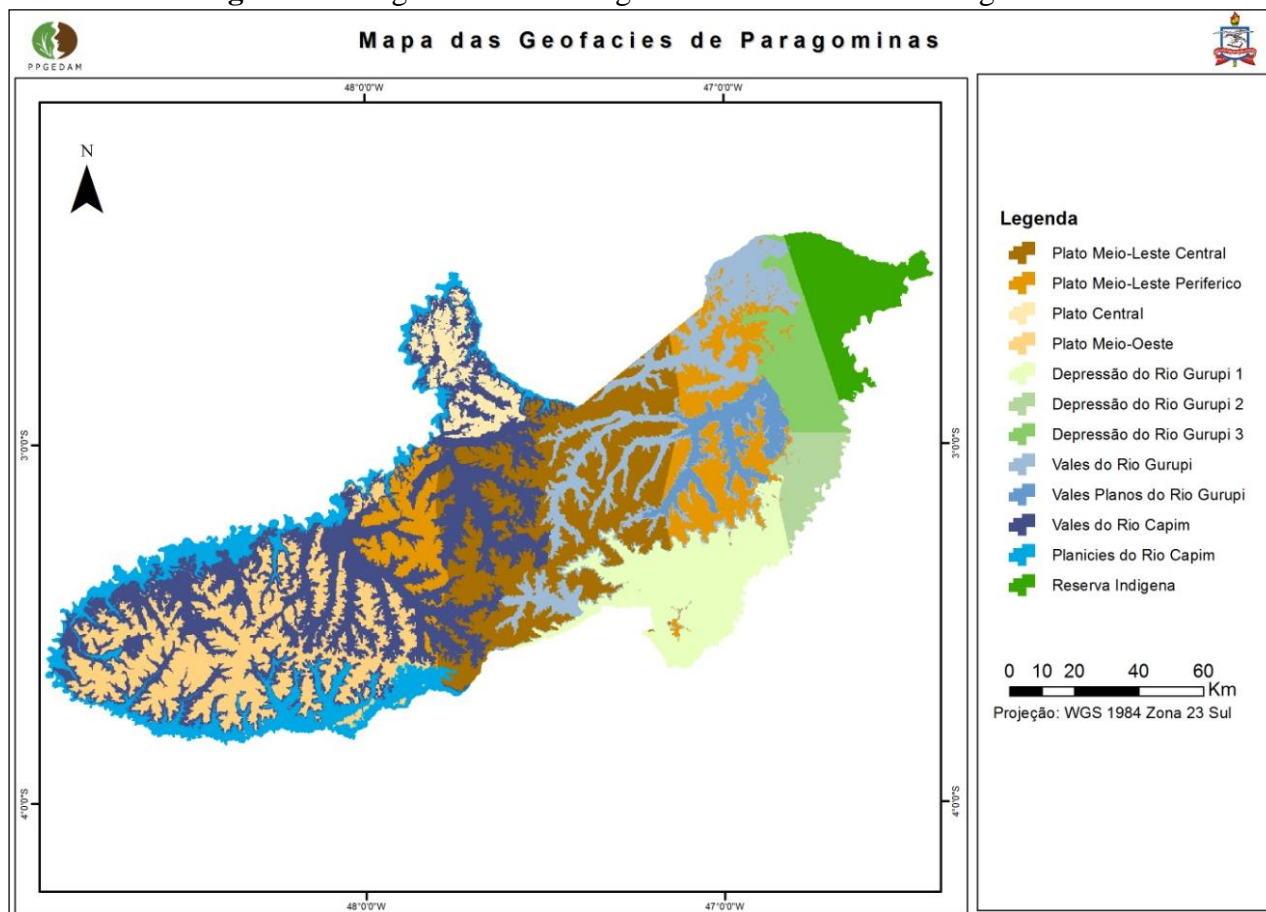 Mapa das Geofacies de Paragominas
PPGEDAM
48°0'0"W
47°0'0"W
N
3°0'0"S
3°0'0"S
4°0'0"S
4°0'0"S
48°0'0"W
47°0'0"W
Legenda
Plato Meio-Leste Central
Plato Meio-Leste Periferico
Plato Central
Plato Meio-Oeste
Depressão do Rio Gurupi 1
Depressão do Rio Gurupi 2
Depressão do Rio Gurupi 3
Vales do Rio Gurupi
Vales Planos do Rio Gurupi
Vales do Rio Capim
Planicies do Rio Capim
Reserva Indigena
0 10 20 40 60
Km
Projeção: WGS 1984 Zona 23 Sul